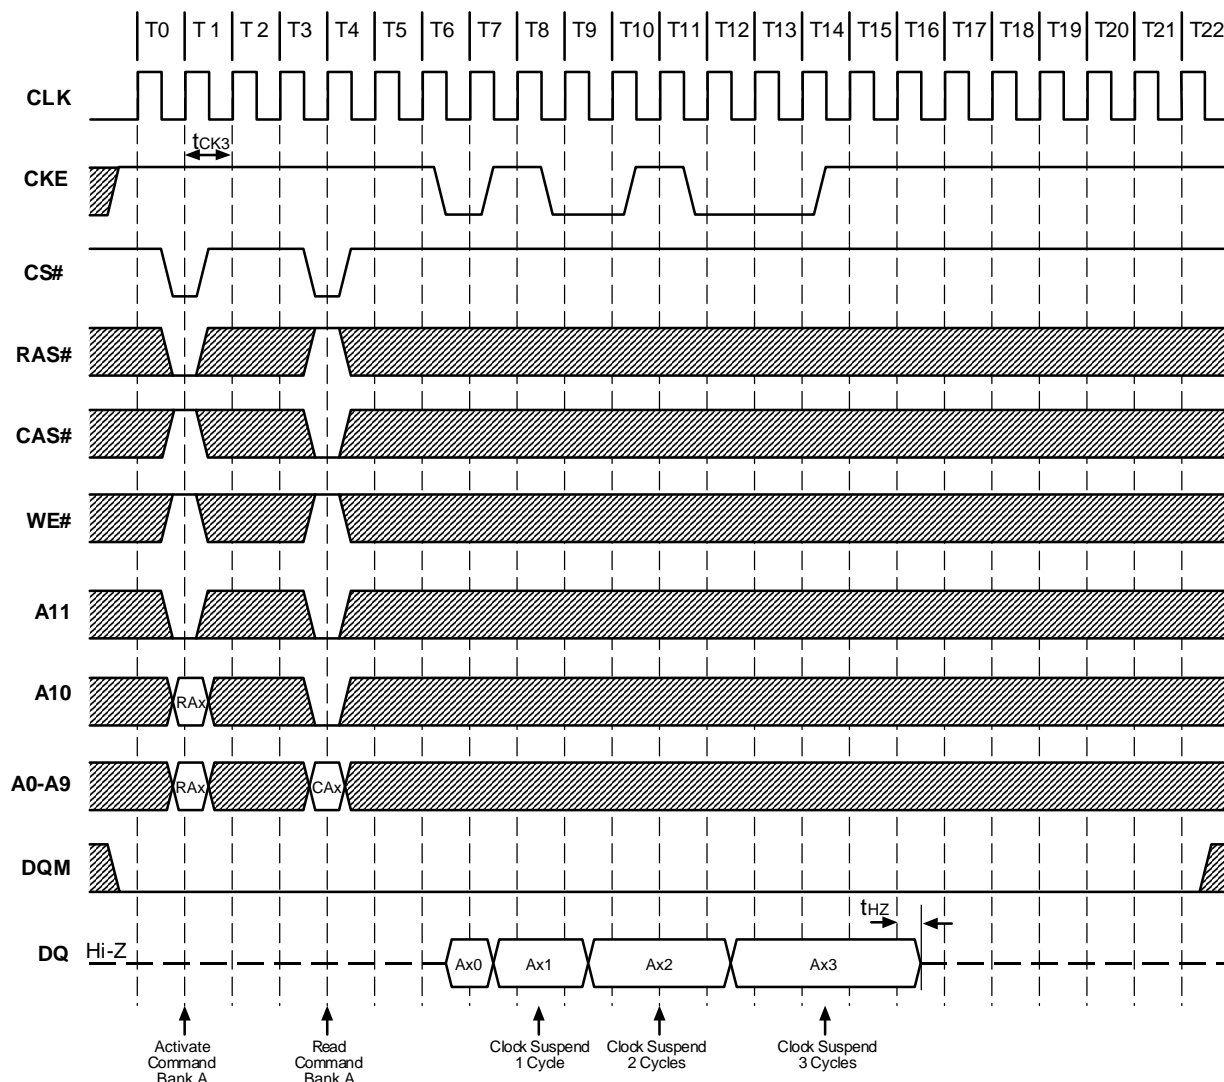 T0 T 1 T 2 T3 T4 T5 T6 T7 T8 T9 T10 T11 T12 T13 T14 T15 T16 T17 T18 T19 T20 T21 T22
CLK
tCK3
CKE
CS#
RAS#
CAS#
WE#
A11
A10 RAx
A0-A9 RAx CAx
DQM
tHZ
DQ Hi-Z Ax0 Ax1 Ax2 Ax3
Activate Read Clock Suspend Clock Suspend Clock Suspend
Command Command 1 Cycle 2 Cycles 3 Cycles
Bank A Bank A